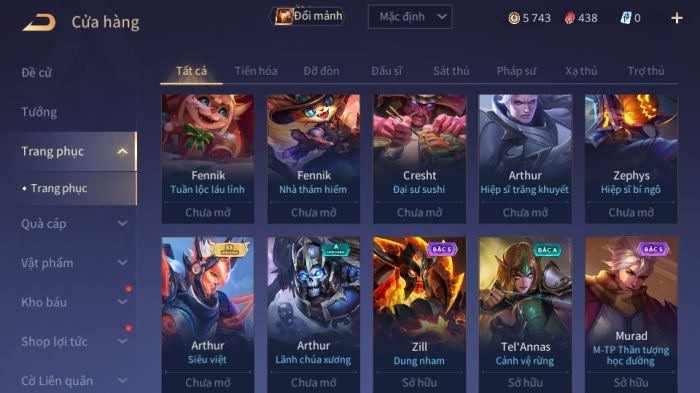 Cửa hàng
Đổi mảnh
Mặc định
5 743
438
0
Đề cử
Tướng
Trang phục
Trang phục
Quà cáp
Vật phẩm
Kho báu
Shop lợi tức
Cờ Liên quân
Tất cả
Tiến hóa
Đỡ đòn
Đấu sĩ
Sát thủ
Pháp sư
Xạ thủ
Trợ thủ
Fennik
Tuần lộc láu lỉnh
Chưa mở
Fennik
Nhà thám hiểm
Chưa mở
Cresht
Đại sư sushi
Chưa mở
Arthur
Hiệp sĩ trăng khuyết
Chưa mở
Zephys
Hiệp sĩ bí ngô
Chưa mở
SS
Arthur
Siêu việt
Chưa mở
A
Arthur
Lãnh chúa xương
Chưa mở
BẬC S
Zill
Dung nham
Sở hữu
BẬC A
Tel'Annas
Cảnh vệ rừng
Sở hữu
BẬC S
Murad
M-TP Thần tượng
học đường
Sở hữu